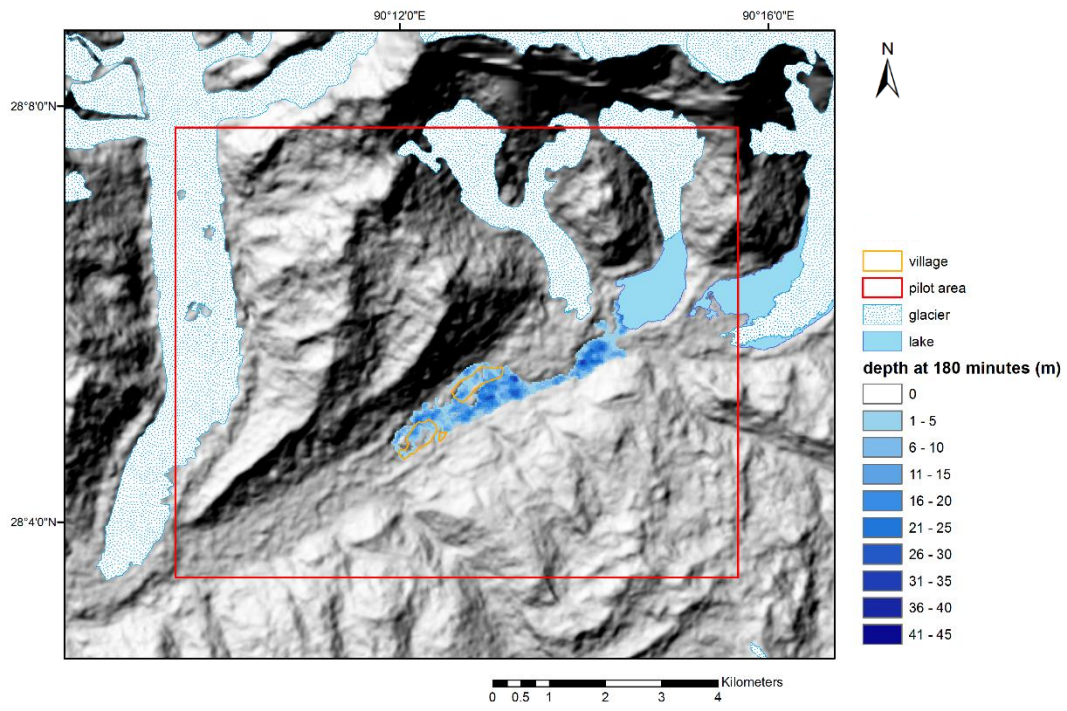 90°12'0"E
90°16'0"E
N
28°8'0"N
28°4'0"N
village
pilot area
glacier
lake
depth at 180 minutes (m)
0
1 - 5
6 - 10
11 - 15
16 - 20
21 - 25
26 - 30
31 - 35
36 - 40
41 - 45
Kilometers
0 0.5 1 2 3 4